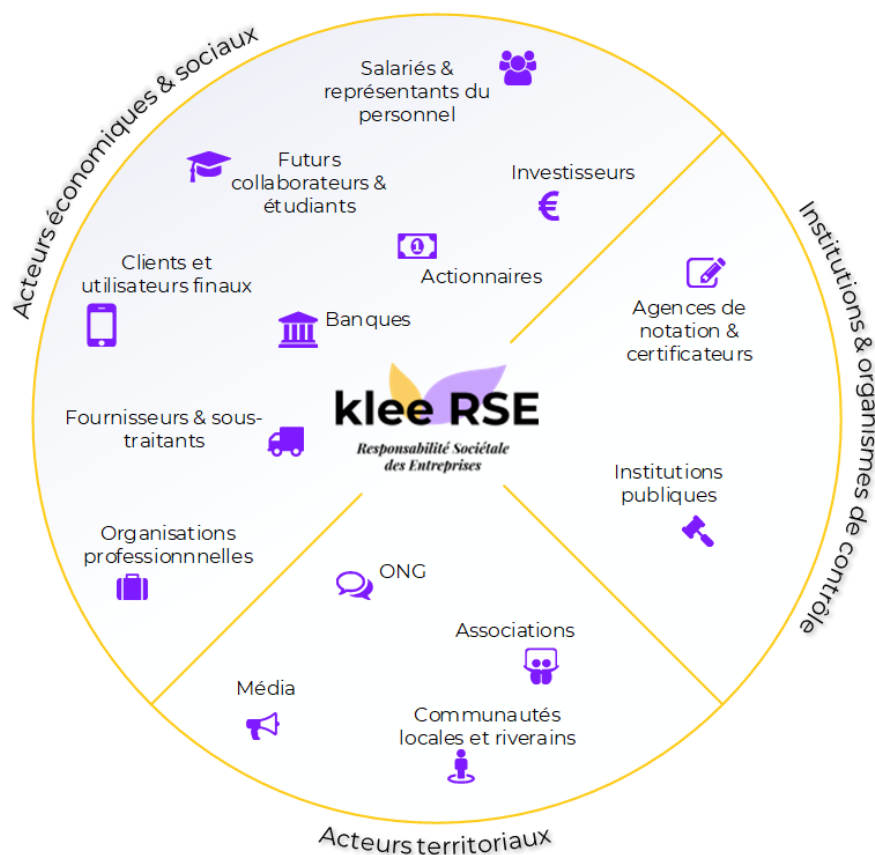 Acteurs économiques & sociaux
Salariés &
représentants du
personnel
Futurs
collaborateurs &
étudiants
Investisseurs
Actionnaires
Clients et
utilisateurs finaux
Banques
Fournisseurs & sous-
traitants
Organisations
professionnnelles
klee RSE
Responsabilité Sociétale
des Entreprises
Institutions & organismes de contrôle
Agences de
notation &
certificateurs
Institutions
publiques
ONG
Associations
Média
Communautés
locales et riverains
Acteurs territoriaux
1